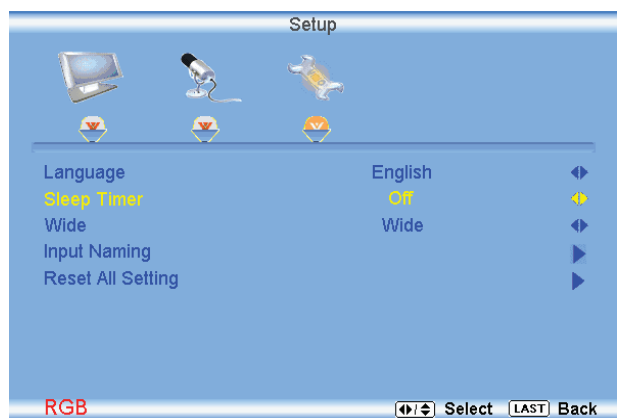 Setup
Language English
Sleep Timer Off
Wide Wide
Input Naming
Reset All Setting
RGB Select LAST Back